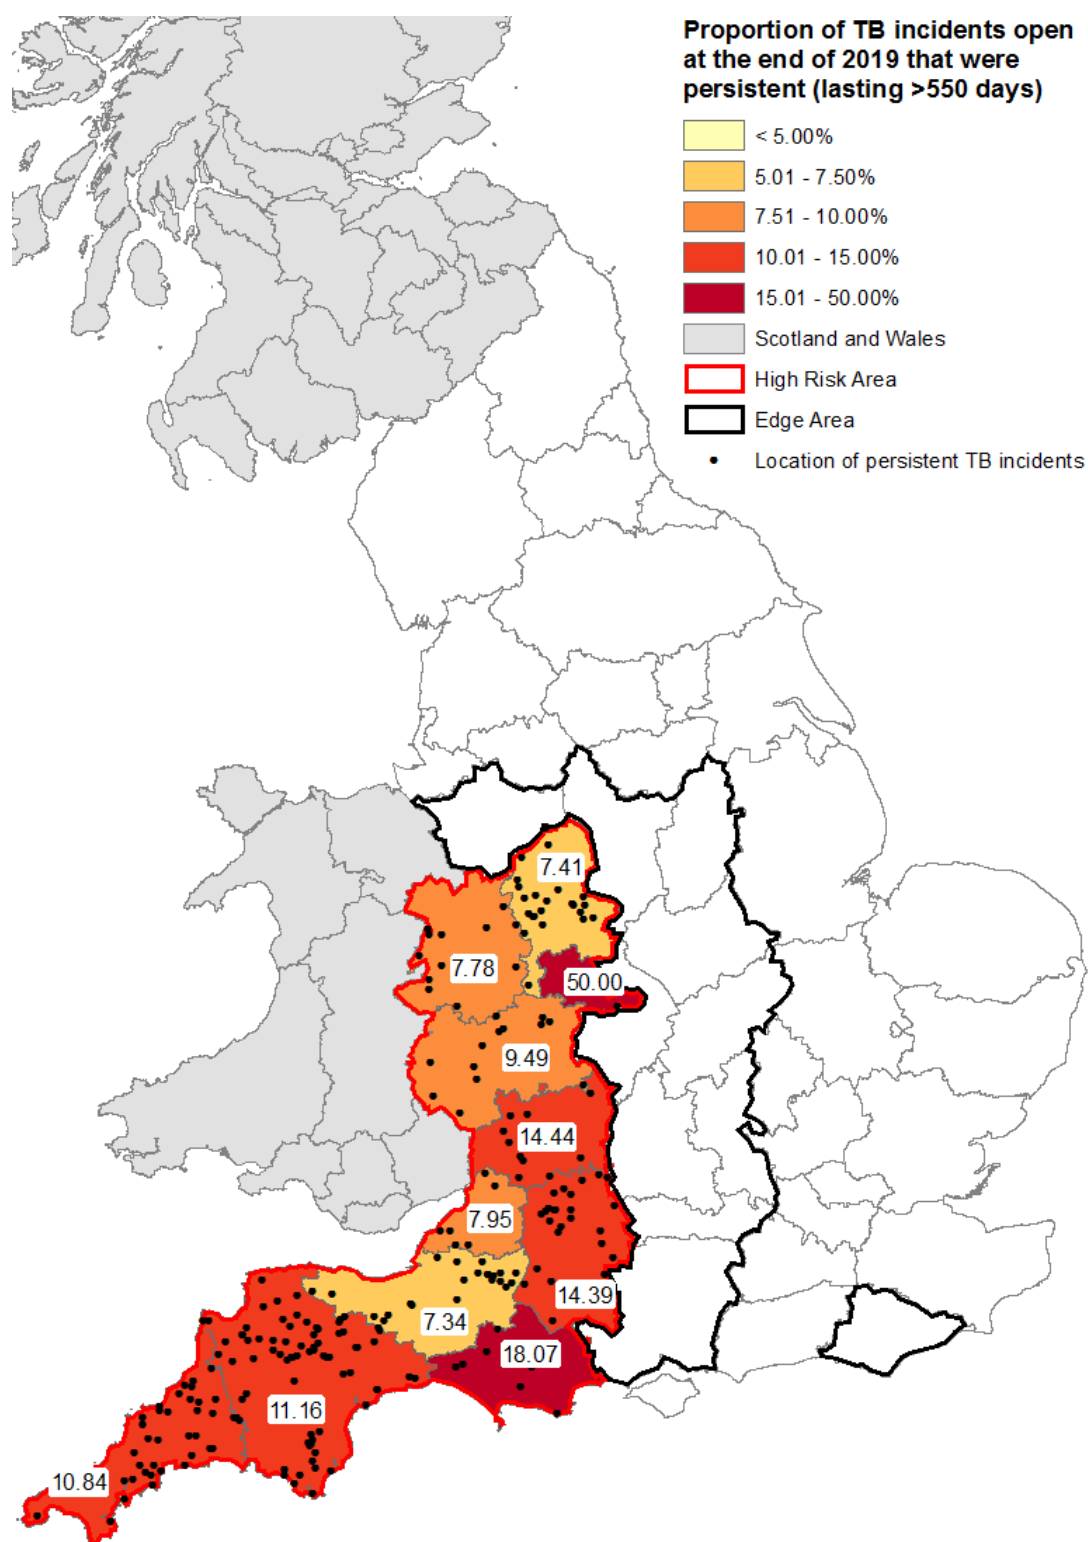 Proportion of TB incidents open
at the end of 2019 that were
persistent (lasting >550 days)
< 5.00%
5.01 - 7.50%
7.51 - 10.00%
10.01 - 15.00%
15.01 - 50.00%
Scotland and Wales
High Risk Area
Edge Area
Location of persistent TB incidents
7.41
7.78
50.00
9.49
14.44
7.95
14.39
7.34
18.07
11.16
10.84